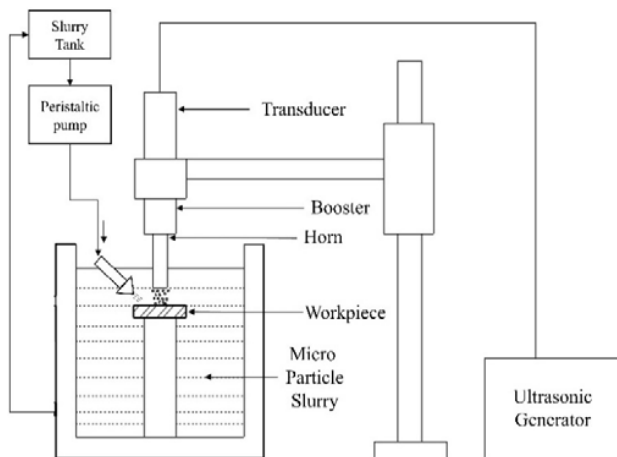 Slurry
Tank
Peristaltic
pump
Transducer
Booster
Horn
Workpiece
Micro
Particle
Slurry
Ultrasonic
Generator